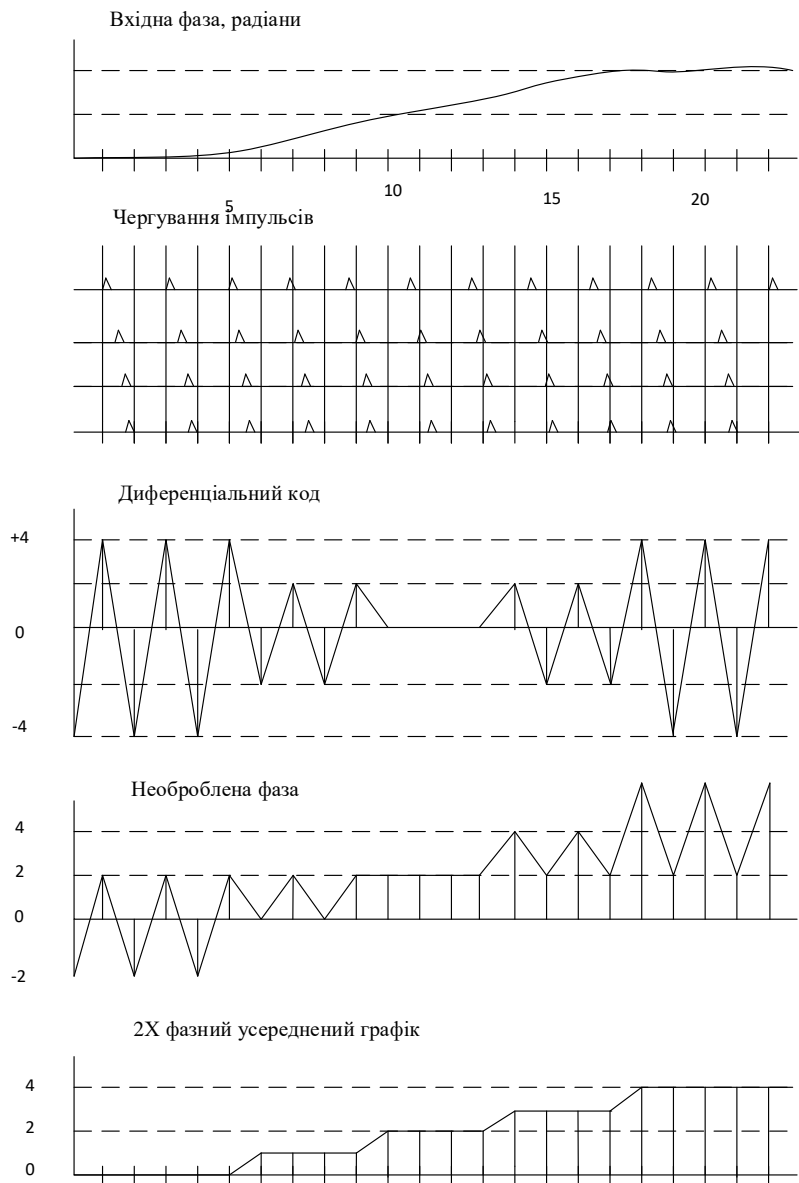 Вхідна фаза, радіани
5
10
15
20
Чергування імпульсів
Диференціальний код
+4
0
-4
Необроблена фаза
4
2
0
-2
2X фазний усереднений графік
4
2
0